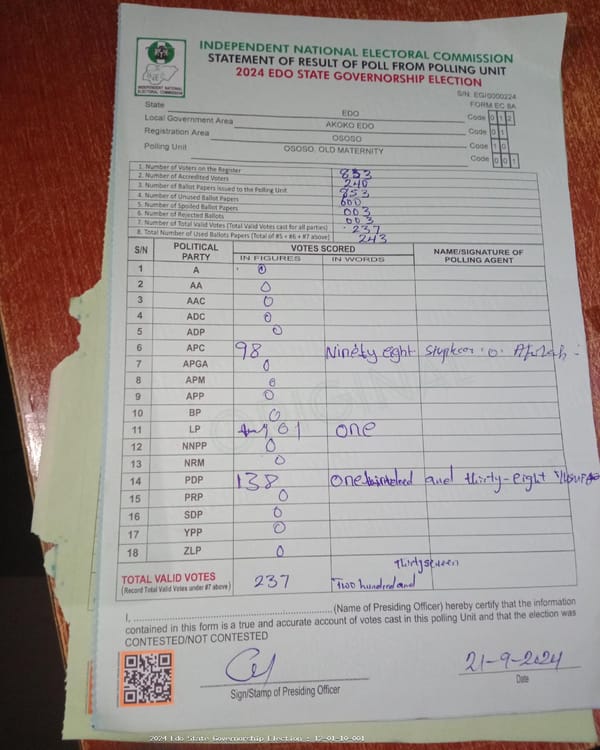 INDEPENDENT NATIONAL ELECTORAL COMMISSION
STATEMENT OF RESULT OF POLL FROM POLLING UNIT
2024 EDO STATE GOVERNORSHIP ELECTION
INEC
INDEPENDENT NATIONAL ELECTORAL COMMISSION
S/N: EG/0000224
FORM EC 8A
State EDO Code 0 1 2
Local Government Area AKOKO EDO Code 0 1
Registration Area OSOSO Code 1 0
Polling Unit OSOSO, OLD MATERNITY Code 0 0 1
1. Number of Voters on the Register 853
2. Number of Accredited Voters 240
3. Number of Ballot Papers Issued to the Polling Unit 853
4. Number of Unused Ballot Papers 600
5. Number of Spoiled Ballot Papers 003
6. Number of Rejected Ballots 003
7. Number of Total Valid Votes (Total Valid Votes cast for all parties) 237
8. Total Number of Used Ballots Papers (Total of #5 + #6 + #7 above) 243
S/N POLITICAL PARTY VOTES SCORED NAME/SIGNATURE OF POLLING AGENT
IN FIGURES IN WORDS
1 A 0
2 AA 0
3 AAC 0
4 ADC 0
5 ADP 0
6 APC 98 Ninety eight
7 APGA 0
8 APM 0
9 APP 0
10 BP 0
11 LP 01 one
12 NNPP 0
13 NRM 0
14 PDP 138 One hundred and thirty-eight
15 PRP 0
16 SDP 0
17 YPP 0
18 ZLP 0
TOTAL VALID VOTES 237 Two hundred and thirty seven
(Record Total Valid Votes under #7 above)
I, ............ (Name of Presiding Officer) hereby certify that the information
contained in this form is a true and accurate account of votes cast in this polling Unit and that the election was
CONTESTED/NOT CONTESTED
21-9-2024
Sign/Stamp of Presiding Officer Date
2024 Edo State Governorship Election : 12-01-10-001